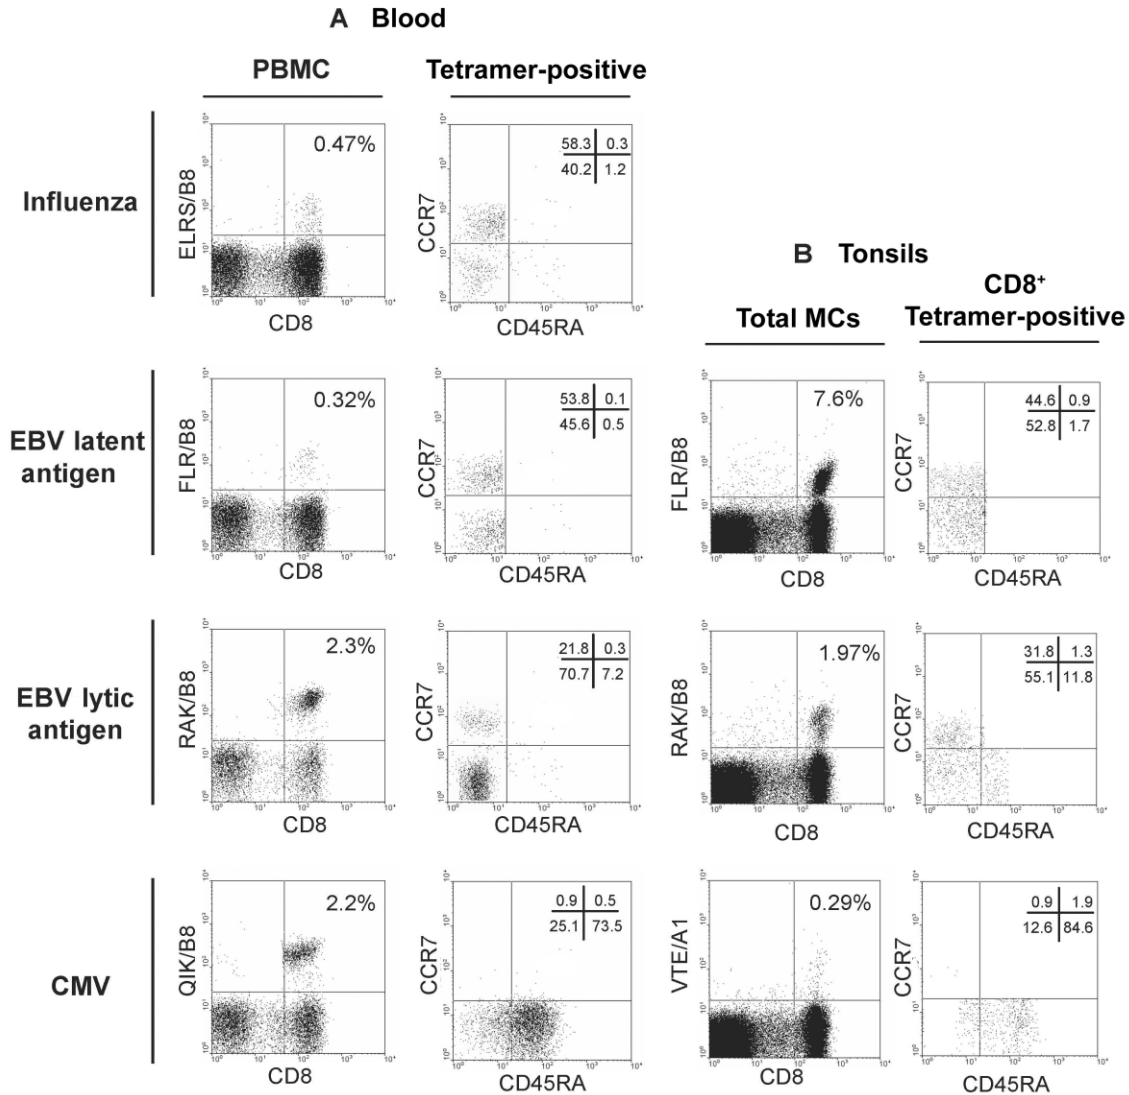 A Blood
PBMC
Tetramer-positive
Influenza
0.47%
ELRS/B8
CD8
58.3 0.3
40.2 1.2
CCR7
CD45RA
B Tonsils
Total MCs
CD8+
Tetramer-positive
EBV latent
antigen
0.32%
FLR/B8
CD8
53.8 0.1
45.6 0.5
CCR7
CD45RA
7.6%
FLR/B8
CD8
44.6 0.9
52.8 1.7
CCR7
CD45RA
EBV lytic
antigen
2.3%
RAK/B8
CD8
21.8 0.3
70.7 7.2
CCR7
CD45RA
1.97%
RAK/B8
CD8
31.8 1.3
55.1 11.8
CCR7
CD45RA
CMV
2.2%
QIK/B8
CD8
0.9 0.5
25.1 73.5
CCR7
CD45RA
0.29%
VTE/A1
CD8
0.9 1.9
12.6 84.6
CCR7
CD45RA